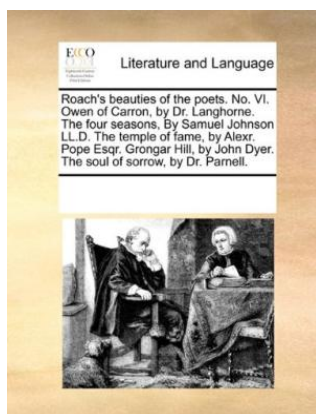 ECCO
Literature and Language
Roach's beauties of the poets. No. VI.
Owen of Carron, by Dr. Langhorne.
The four seasons, By Samuel Johnson
LL.D. The temple of fame, by Alexr.
Pope Esqr. Grongar Hill, by John Dyer.
The soul of sorrow, by Dr. Parnell.